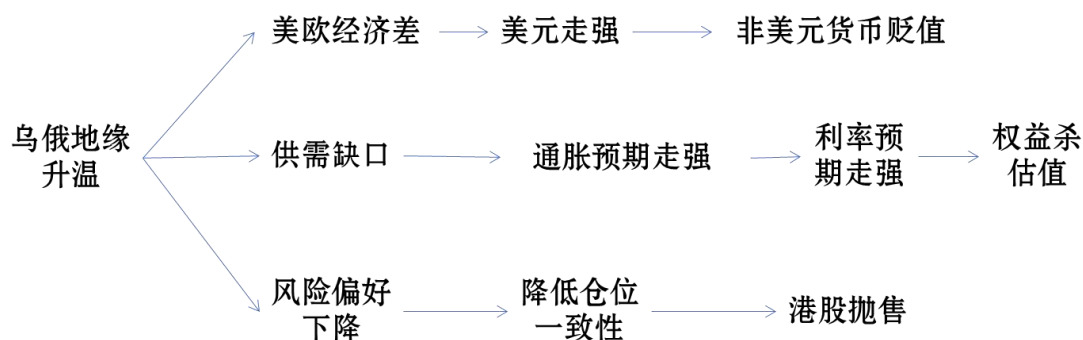 美欧经济差
美元走强
非美元货币贬值
乌俄地缘
升温
供需缺口
通胀预期走强
利率预
期走强
权益杀
估值
风险偏好
下降
降低仓位
一致性
港股抛售